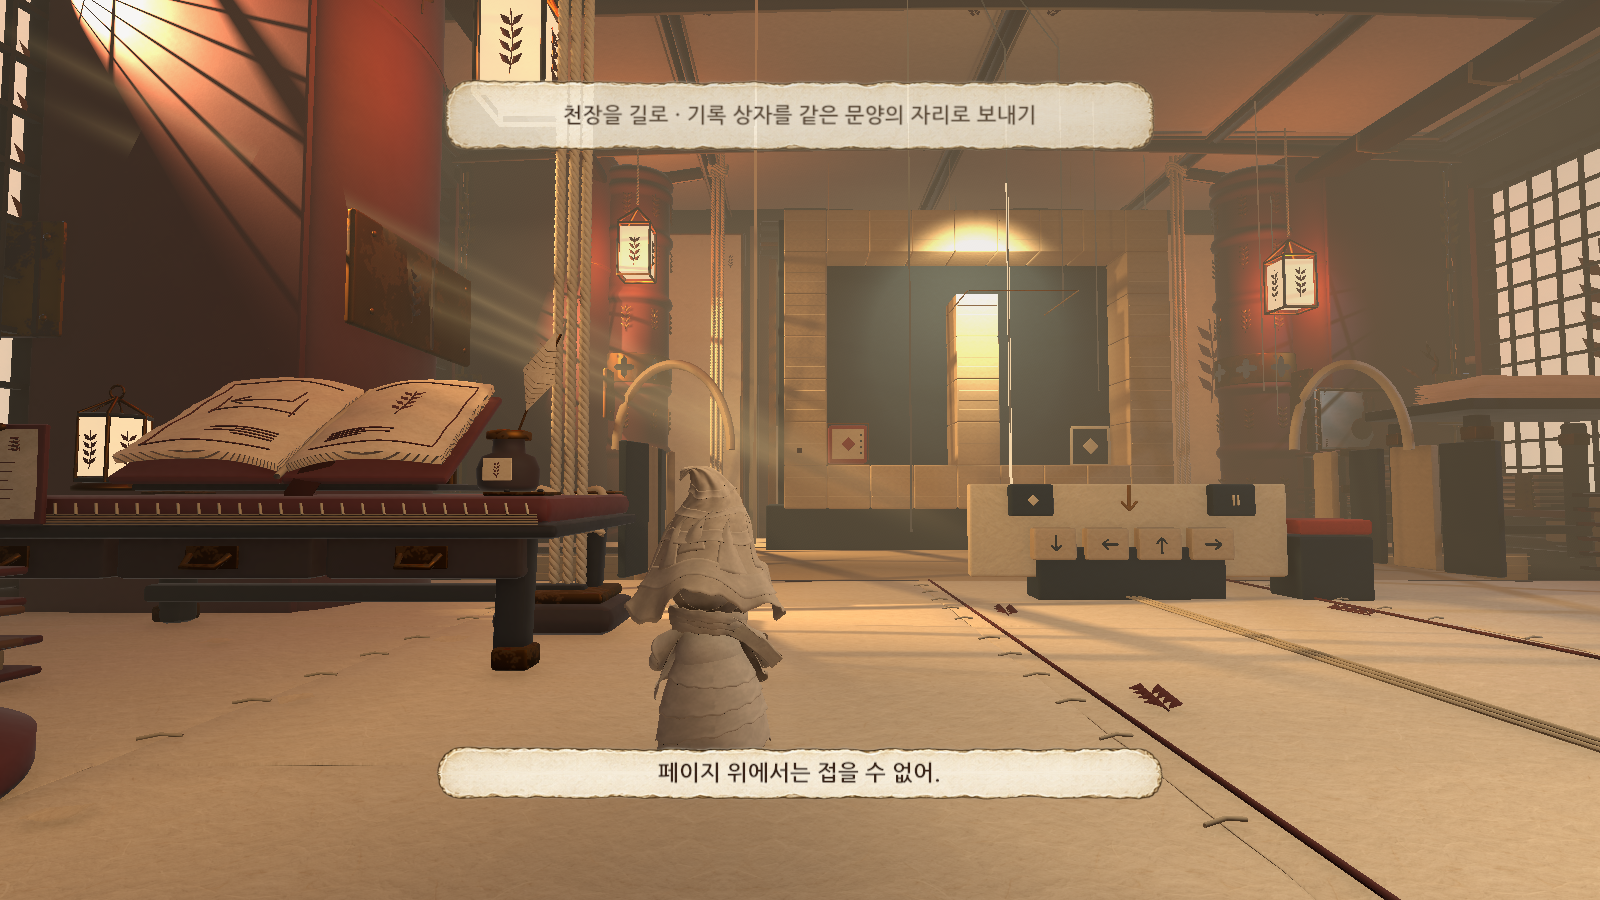 천장을 길로 · 기록 상자를 같은 문양의 자리로 보내기
페이지 위에서는 접을 수 없어.